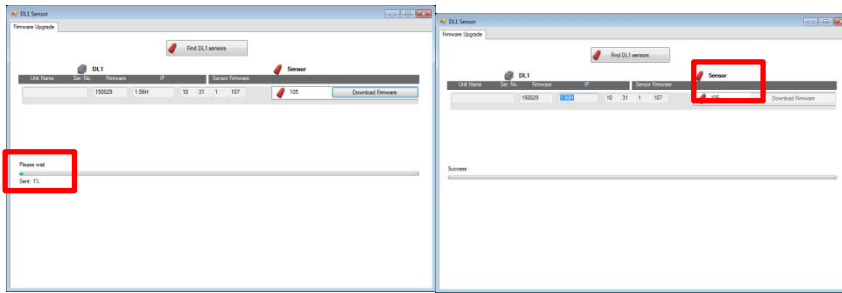 DL1 Sensor
Firmware Upgrade
Find DL1 sensors
DL1
Sensor
Unit Name Ser. No. Firmware IP Sensor Firmware
150029 1.56H 10 31 1 107 105 Download Firmware
Please wait
Sent: 1%
DL1 Sensor
Firmware Upgrade
Find DL1 sensors
DL1
Sensor
Unit Name Ser. No. Firmware IP Sensor Firmware
150029 1.56H 10 31 1 107 105 Download Firmware
Success